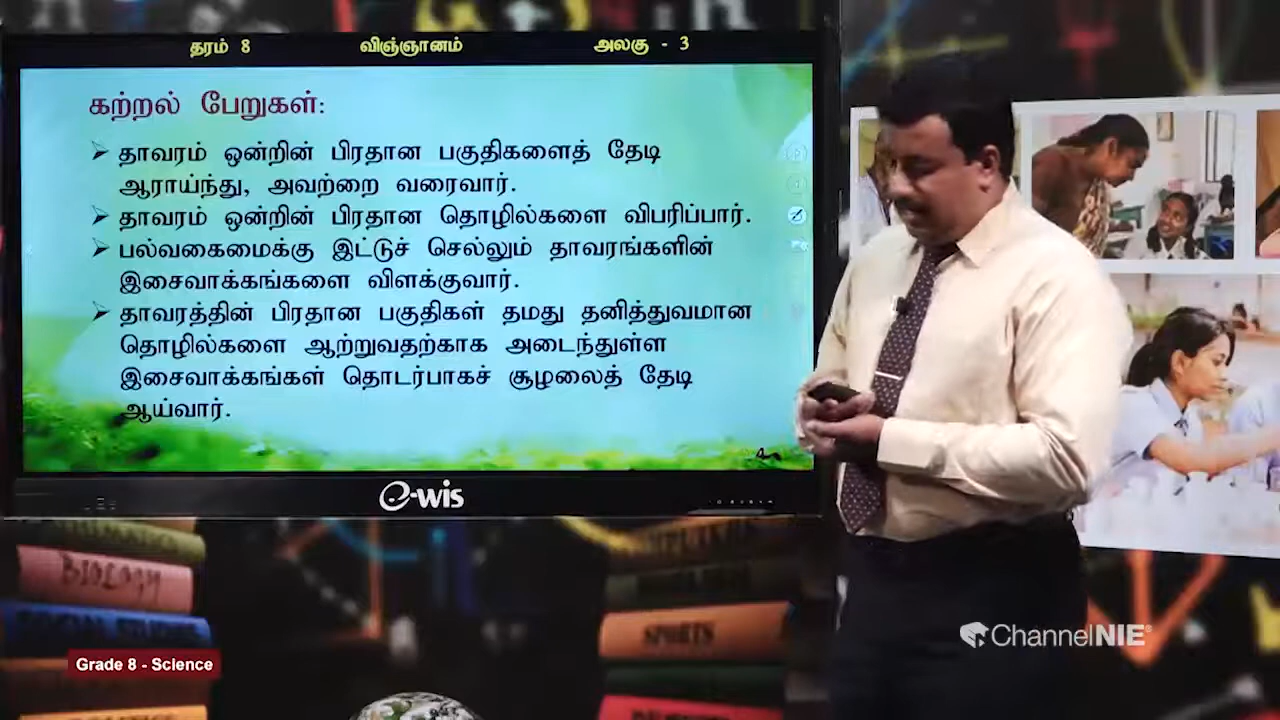 தரம் 8 விஞ்ஞானம் அலகு - 3
கற்றல் பேறுகள்:
➢ தாவரம் ஒன்றின் பிரதான பகுதிகளைத் தேடி
ஆராய்ந்து, அவற்றை வரைவார்.
➢ தாவரம் ஒன்றின் பிரதான தொழில்களை விபரிப்பார்.
➢ பல்வகைமைக்கு இட்டுச் செல்லும் தாவரங்களின்
இசைவாக்கங்களை விளக்குவார்.
➢ தாவரத்தின் பிரதான பகுதிகள் தமது தனித்துவமான
தொழில்களை ஆற்றுவதற்காக அடைந்துள்ள
இசைவாக்கங்கள் தொடர்பாகச் சூழலைத் தேடி
ஆய்வார்.
e-wis
BIOLOGY
SOCIAL STUDIES
SPORTS
Grade 8 - Science
ChannelNIE